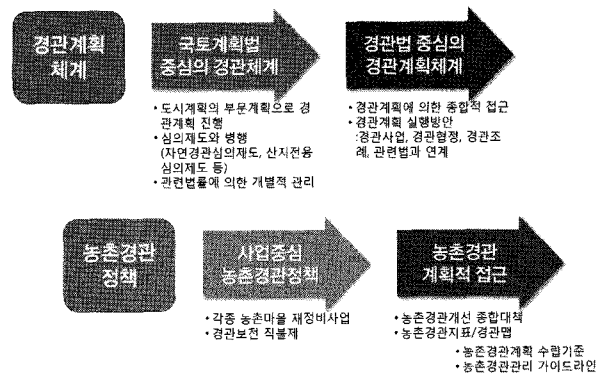 경관계획
체계
국토계획법
중심의 경관체계
경관법 중심의
경관계획체계
• 도시계획의 부문계획으로 경
관계획 진행
• 심의제도와 병행
(자연경관심의제도, 산지전용
심의제도 등)
• 관련법률에 의한 개별적 관리
• 경관계획에 의한 종합적 접근
• 경관계획 실행방안
:경관사업, 경관협정, 경관조
례, 관련법과 연계
농촌경관
정책
사업중심
농촌경관정책
농촌경관
계획적 접근
• 각종 농촌마을 재정비사업
• 경관보전 직불제
• 농촌경관개선 종합대책
• 농촌경관지표/경관맵
• 농촌경관계획 수립기준
• 농촌경관관리 가이드라인